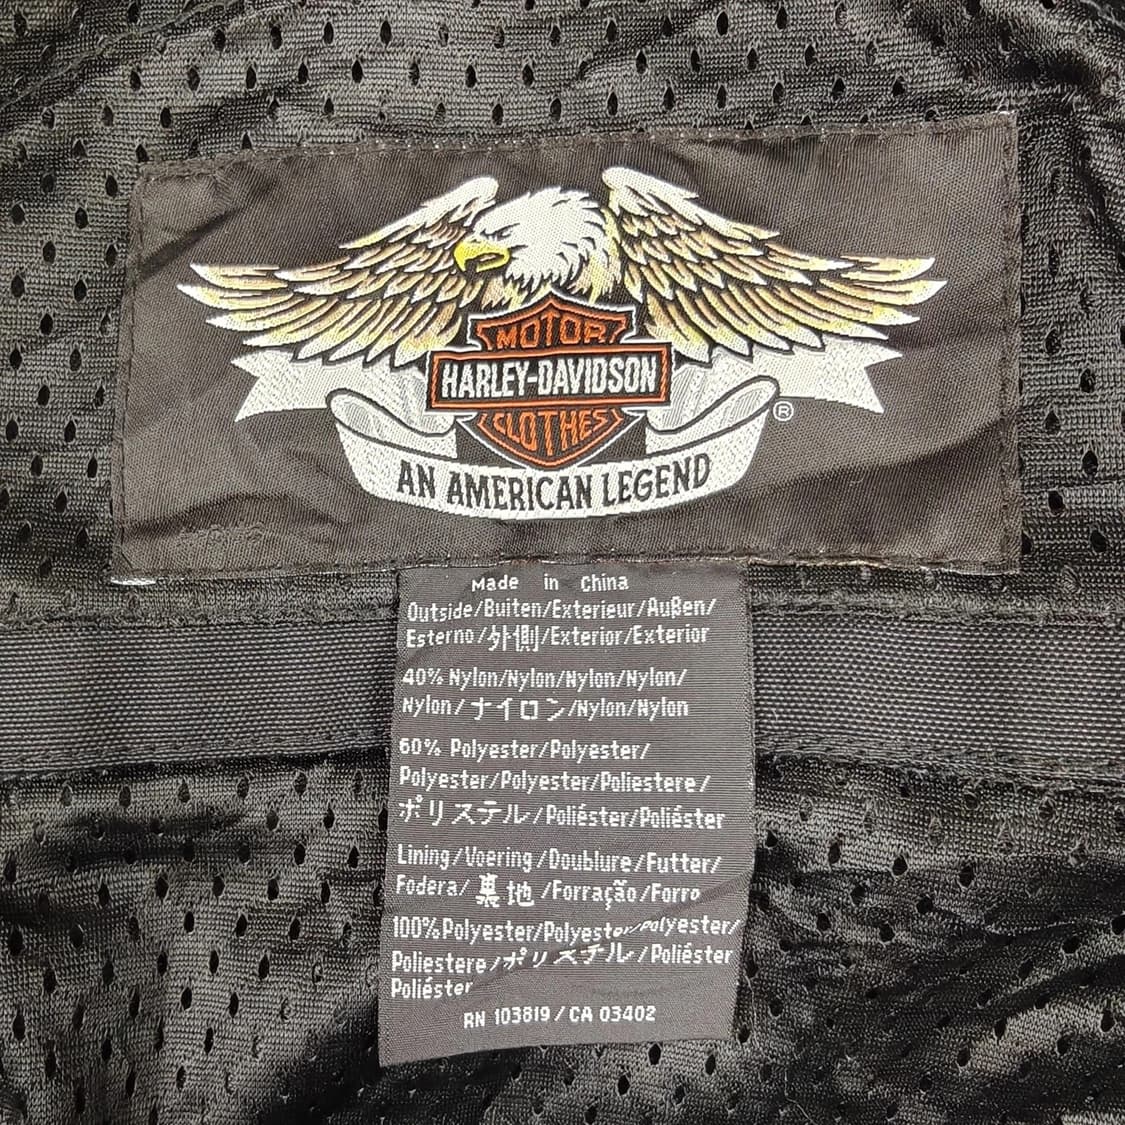 MOTOR
HARLEY-DAVIDSON
CLOTHES
®
AN AMERICAN LEGEND
Made in China
Outside/Buiten/Exterieur/Außen/
Esterno/外側/Exterior/Exterior
40% Nylon/Nylon/Nylon/Nylon/
Nylon/ナイロン/Nylon/Nylon
60% Polyester/Polyester/
Polyester/Polyester/Poliestere/
ポリステル/Poliéster/Poliéster
Lining/Voering/Doublure/Futter/
Fodera/裏地/Forração/Forro
100% Polyester/Polyester/Polyester/
Poliestere/ポリステル/Poliéster
Poliéster
RN 103819/CA 03402